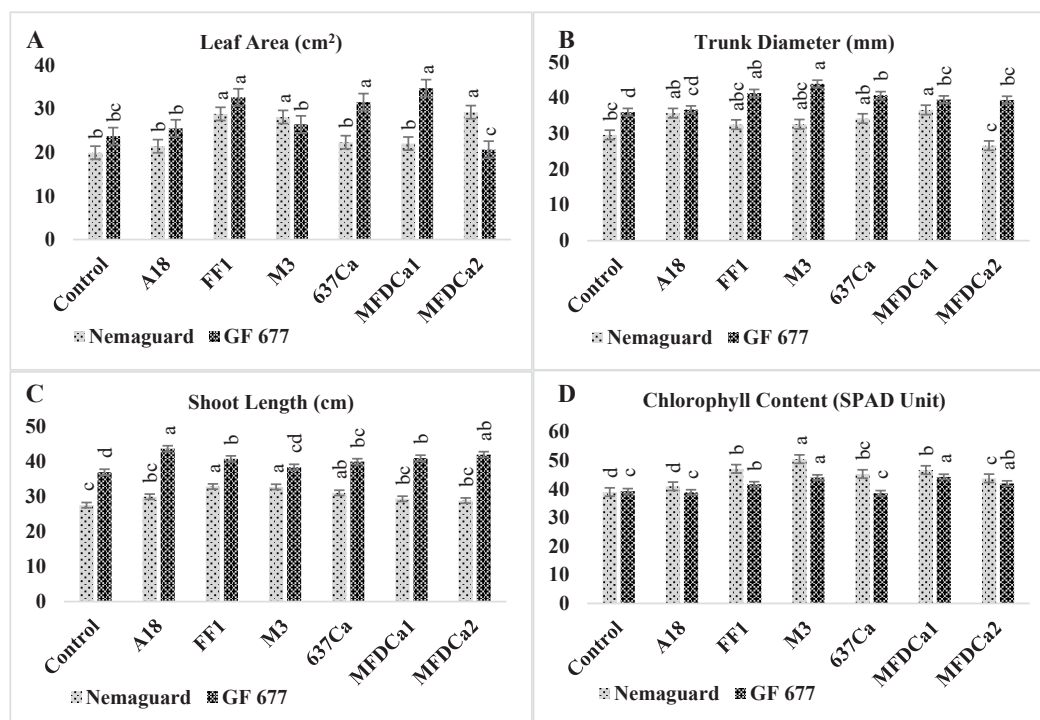 A
Leaf Area (cm²)
40
30
20
10
0
b bc b b a a a b b a b a a c
Control A18 FF1 M3 637Ca MFDCa1 MFDCa2
Nemaguard GF 677
B
Trunk Diameter (mm)
50
40
30
20
10
0
bc d ab cd abc ab abc a ab b a bc c bc
Control A18 FF1 M3 637Ca MFDCa1 MFDCa2
Nemaguard GF 677
C
Shoot Length (cm)
50
40
30
20
10
0
c d bc a a b a cd ab bc bc b bc ab
Control A18 FF1 M3 637Ca MFDCa1 MFDCa2
Nemaguard GF 677
D
Chlorophyll Content (SPAD Unit)
60
50
40
30
20
10
0
d c d c b b a a bc c b a c ab
Control A18 FF1 M3 637Ca MFDCa1 MFDCa2
Nemaguard GF 677